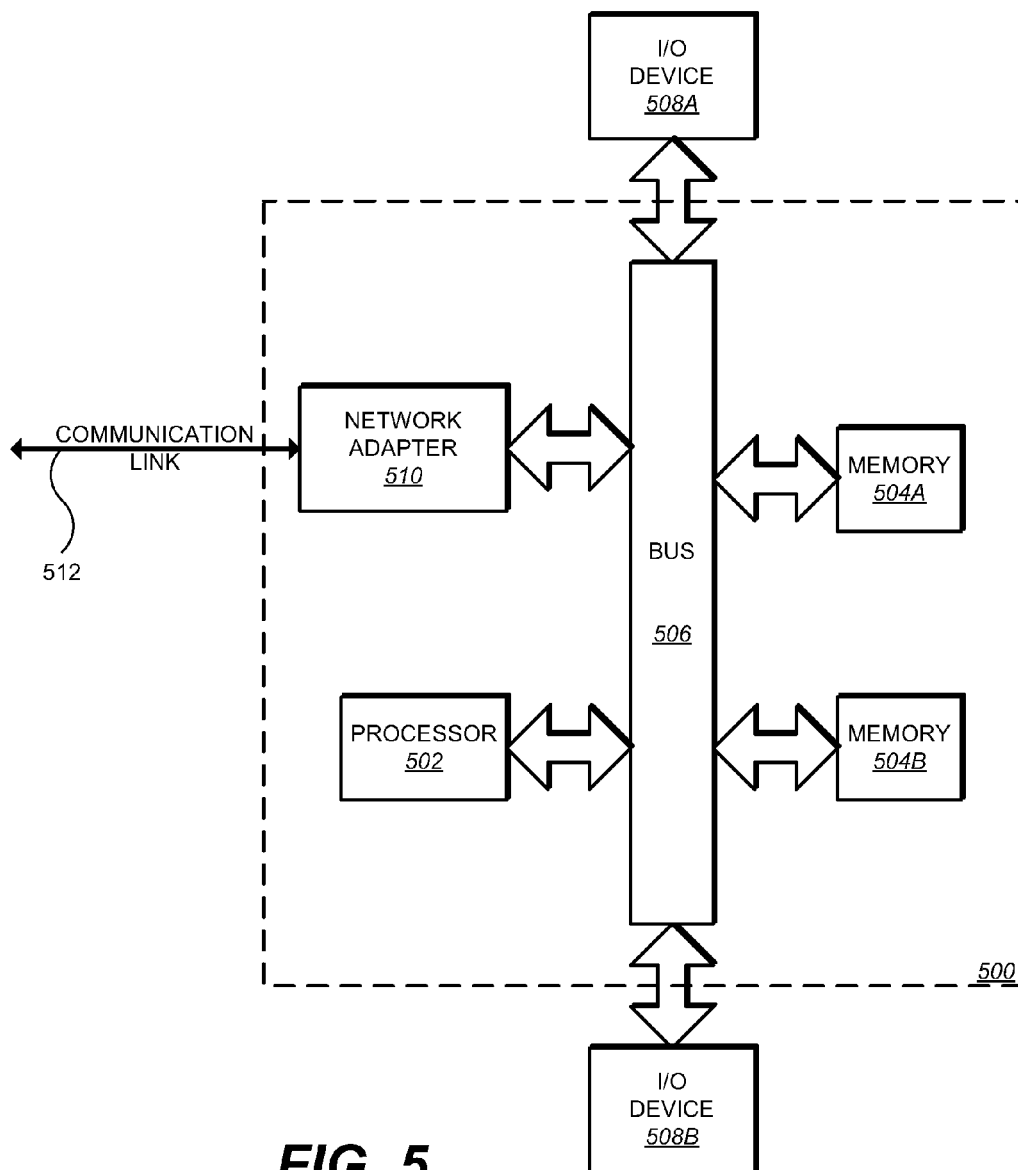 I/O
DEVICE
508A
NETWORK
ADAPTER
510
COMMUNICATION
LINK
512
MEMORY
504A
BUS
506
PROCESSOR
502
MEMORY
504B
500
I/O
DEVICE
508B
FIG. 5